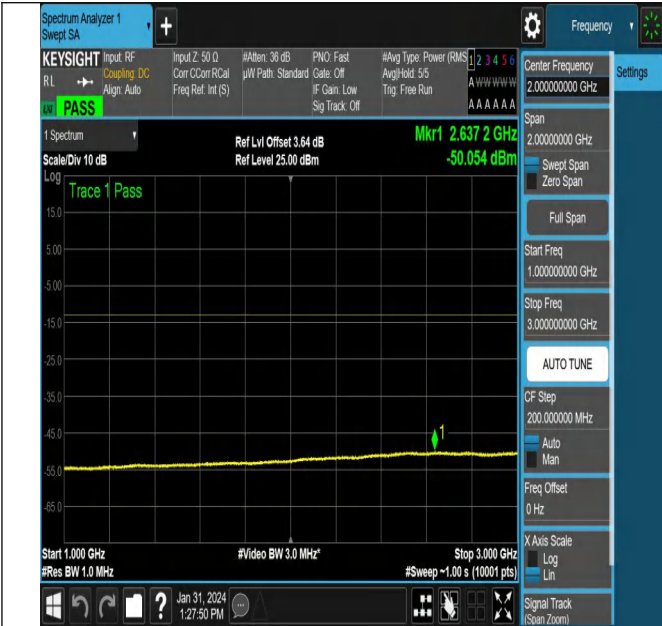 Spectrum Analyzer 1
Swept SA
Frequency
KEYSIGHT
RL
LXI
PASS
Input: RF
Coupling: DC
Align: Auto
Input Z: 50 Ω
Corr CCorr RCal
Freq Ref: Int (S)
#Atten: 36 dB
µW Path: Standard
PNO: Fast
Gate: Off
IF Gain: Low
Sig Track: Off
#Avg Type: Power (RMS
Avg|Hold: 5/5
Trig: Free Run
1 2 3 4 5 6
A W W W W W
A A A A A A
1 Spectrum
Scale/Div 10 dB
Log
Ref Lvl Offset 3.64 dB
Ref Level 25.00 dBm
Mkr1 2.637 2 GHz
-50.054 dBm
Trace 1 Pass
15.0
5.00
-5.00
-15.0
-25.0
-35.0
-45.0
-55.0
-65.0
1
Start 1.000 GHz
#Res BW 1.0 MHz
#Video BW 3.0 MHz*
Stop 3.000 GHz
#Sweep ~1.00 s (10001 pts)
Jan 31, 2024
1:27:50 PM
Center Frequency
2.000000000 GHz
Settings
Span
2.00000000 GHz
Swept Span
Zero Span
Full Span
Start Freq
1.000000000 GHz
Stop Freq
3.000000000 GHz
AUTO TUNE
CF Step
200.000000 MHz
Auto
Man
Freq Offset
0 Hz
X Axis Scale
Log
Lin
Signal Track
(Span Zoom)